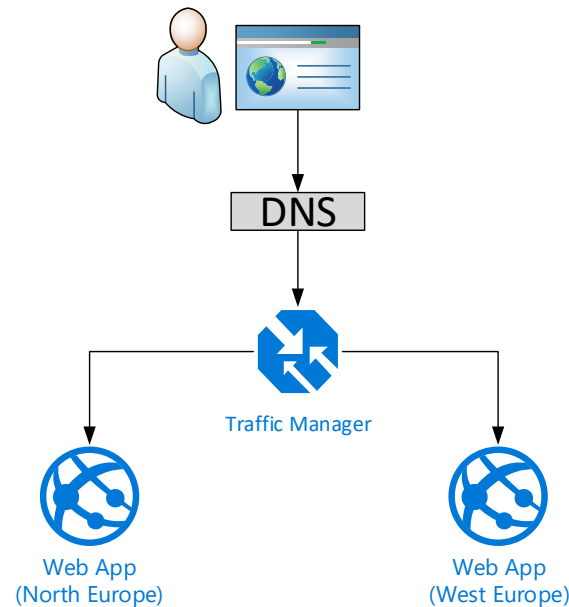 DNS
Traffic Manager
Web App
(North Europe)
Web App
(West Europe)